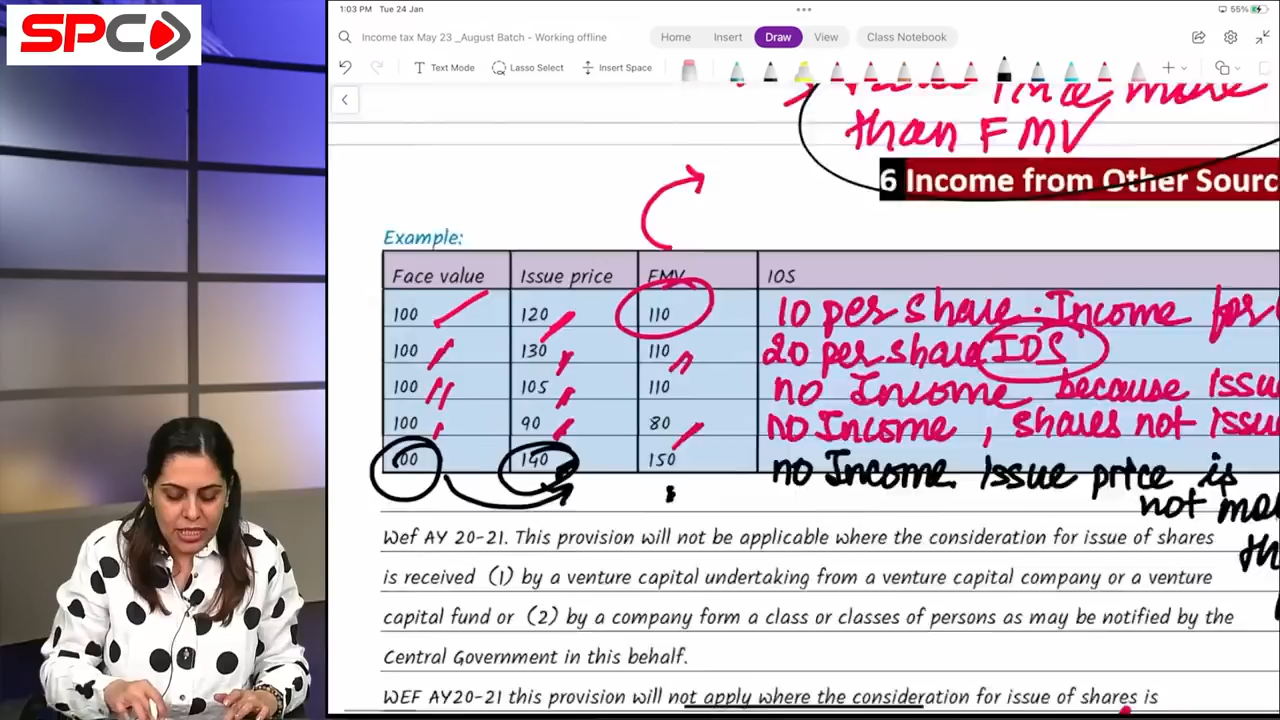 SPC
1:03 PM Tue 24 Jan
55%
Income tax May 23 _August Batch - Working offline
Home Insert Draw View Class Notebook
Text Mode Lasso Select Insert Space
than FMV
6 Income from Other Sourc
Example:
Face value Issue price FMV IOS
100 120 110 10 per share. Income for
100 130 110 20 per share IOS
100 105 110 no Income because Issu
100 90 80 no Income, shares not issu
100 140 150 no Income. Issue price is
not mo
th
Wef AY 20-21. This provision will not be applicable where the consideration for issue of shares
is received (1) by a venture capital undertaking from a venture capital company or a venture
capital fund or (2) by a company form a class or classes of persons as may be notified by the
Central Government in this behalf.
WEF AY20-21 this provision will not apply where the consideration for issue of shares is